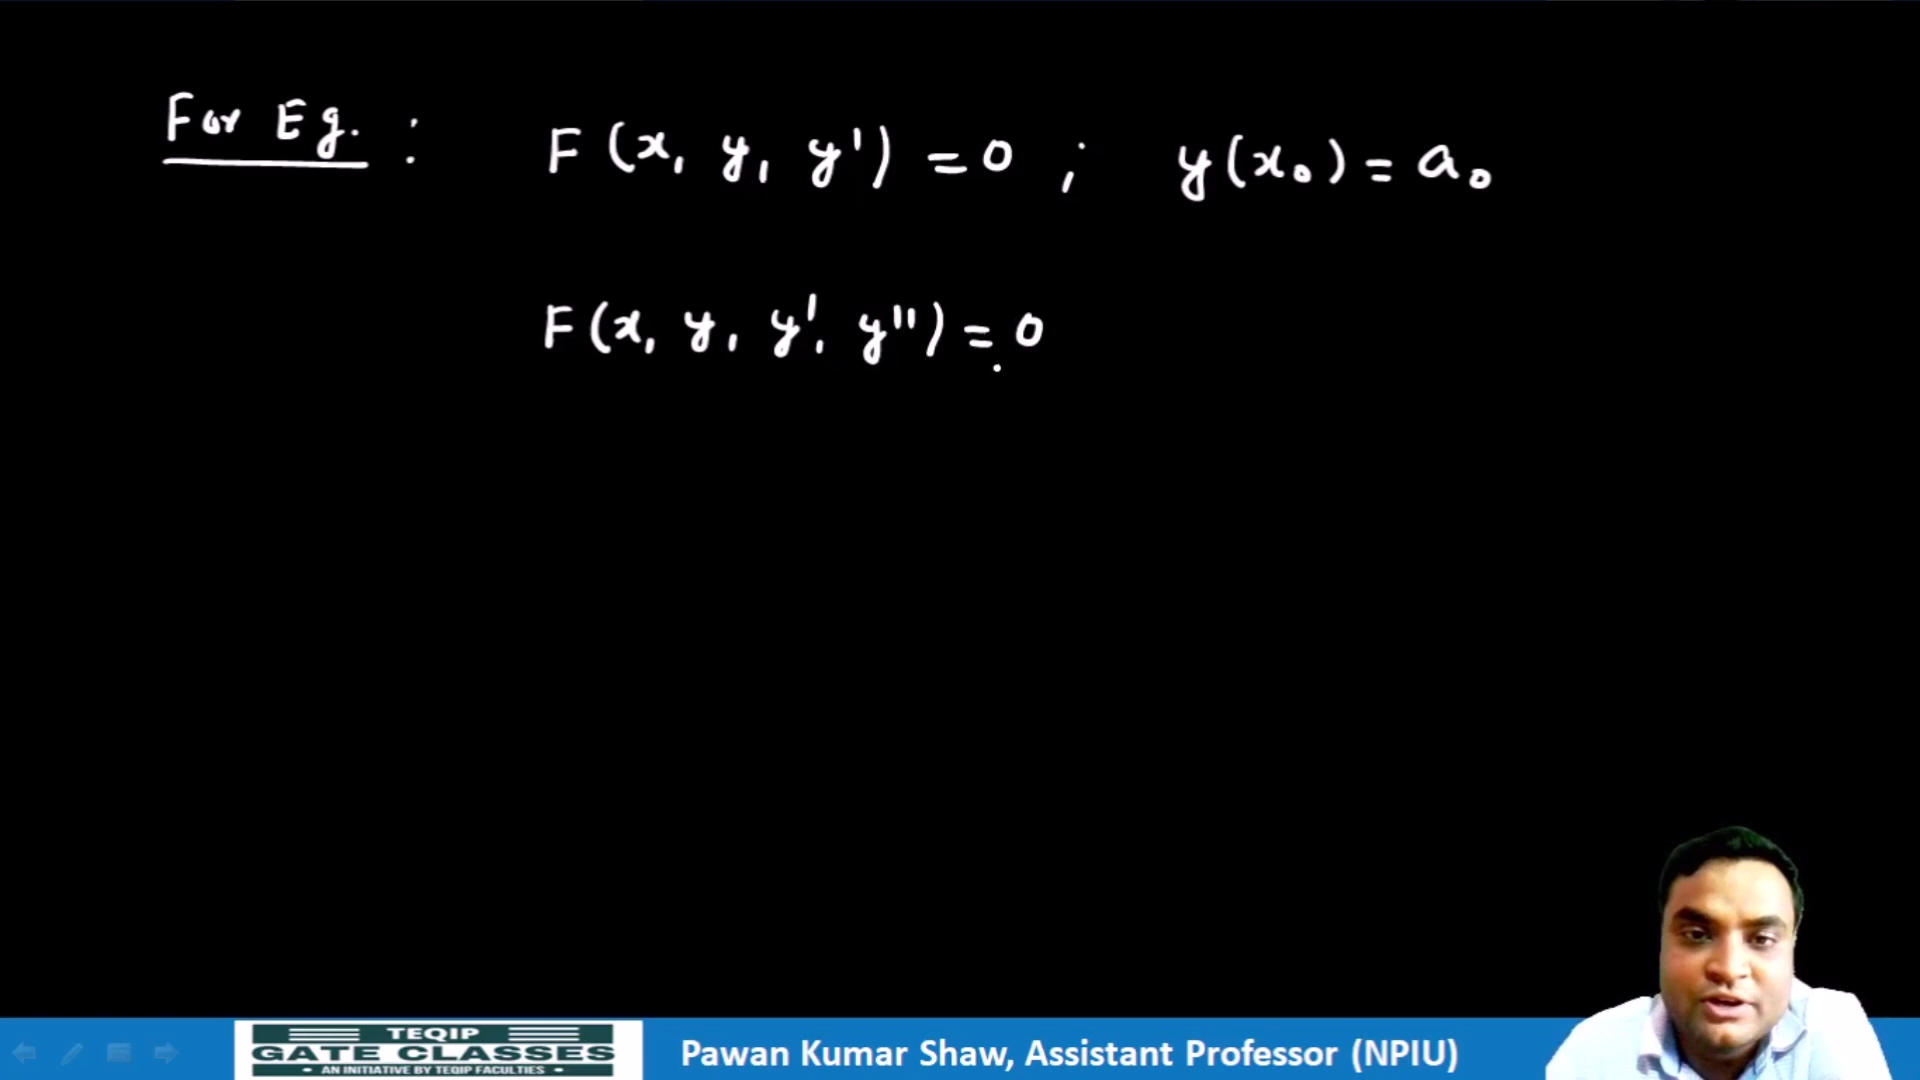 For Eg. : F(x, y, y') = 0 ; y(x₀) = a₀
F(x, y, y', y'') = 0
TEQIP
GATE CLASSES
• AN INITIATIVE BY TEQIP FACULTIES •
Pawan Kumar Shaw, Assistant Professor (NPIU)